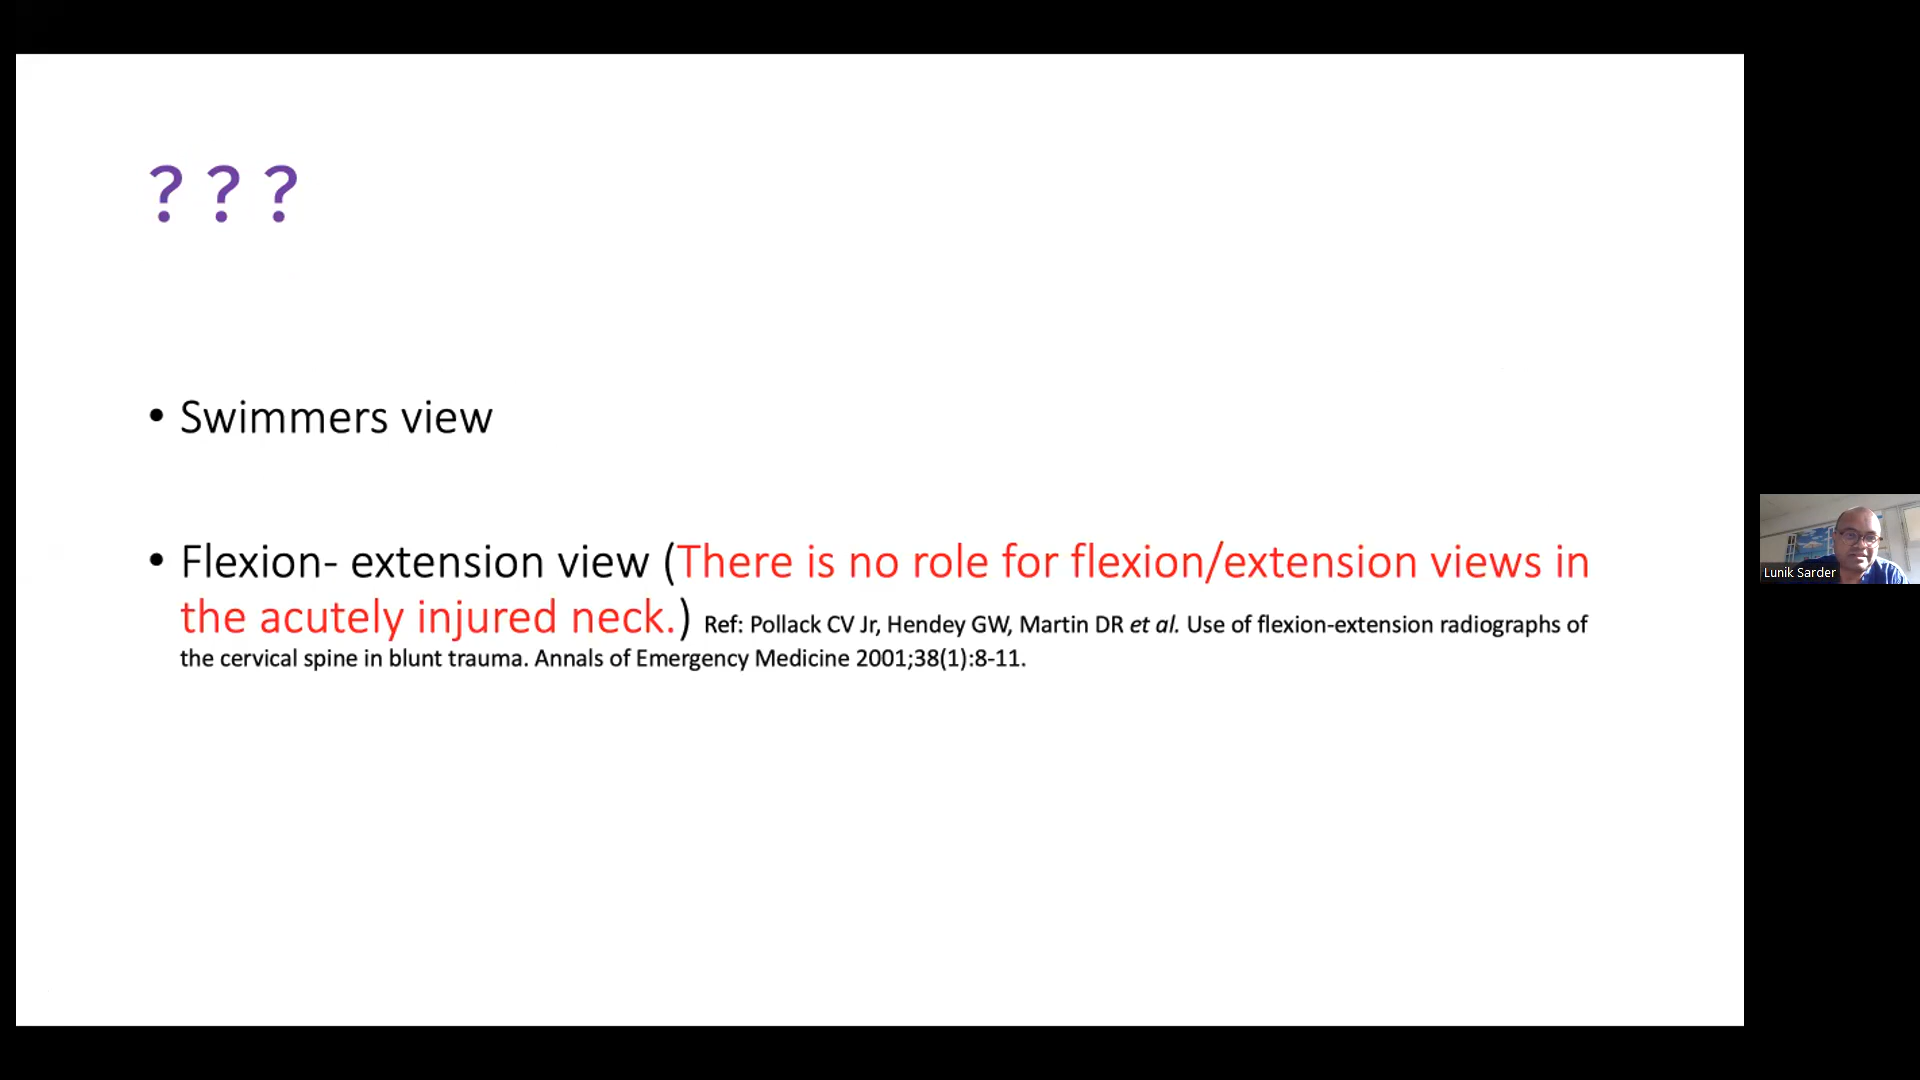 ? ? ?
• Swimmers view
• Flexion- extension view (There is no role for flexion/extension views in
the acutely injured neck.) Ref: Pollack CV Jr, Hendey GW, Martin DR et al. Use of flexion-extension radiographs of
the cervical spine in blunt trauma. Annals of Emergency Medicine 2001;38(1):8-11.
Lunik Sarder